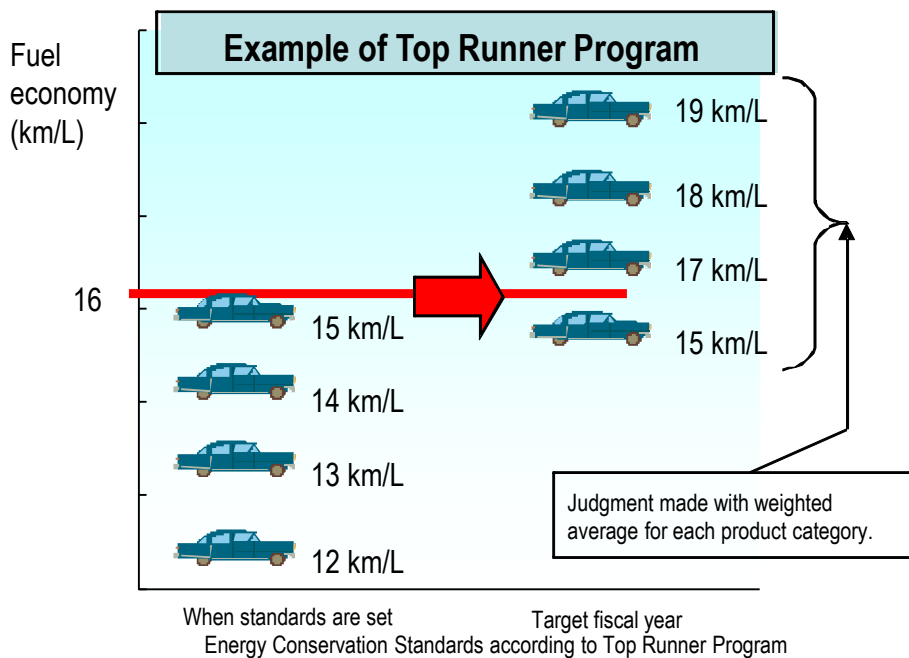 Example of Top Runner Program
Fuel
economy
(km/L)
19 km/L
18 km/L
17 km/L
16
15 km/L
15 km/L
14 km/L
13 km/L
12 km/L
Judgment made with weighted
average for each product category.
When standards are set
Target fiscal year
Energy Conservation Standards according to Top Runner Program